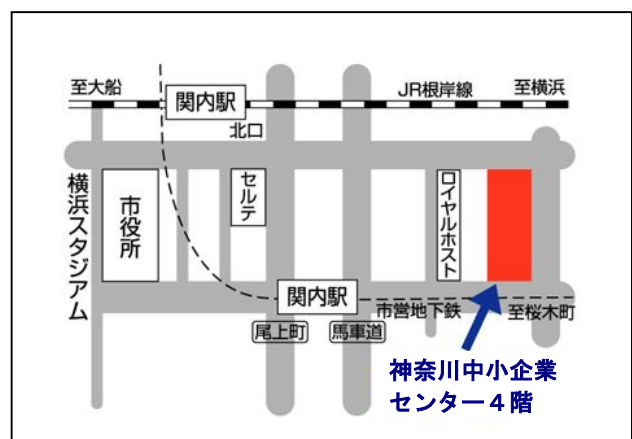 至大船
関内駅
JR根岸線
至横浜
北口
横浜スタジアム
市役所
セルテ
ロイヤルホスト
関内駅
市営地下鉄
至桜木町
尾上町
馬車道
神奈川中小企業
センター４階